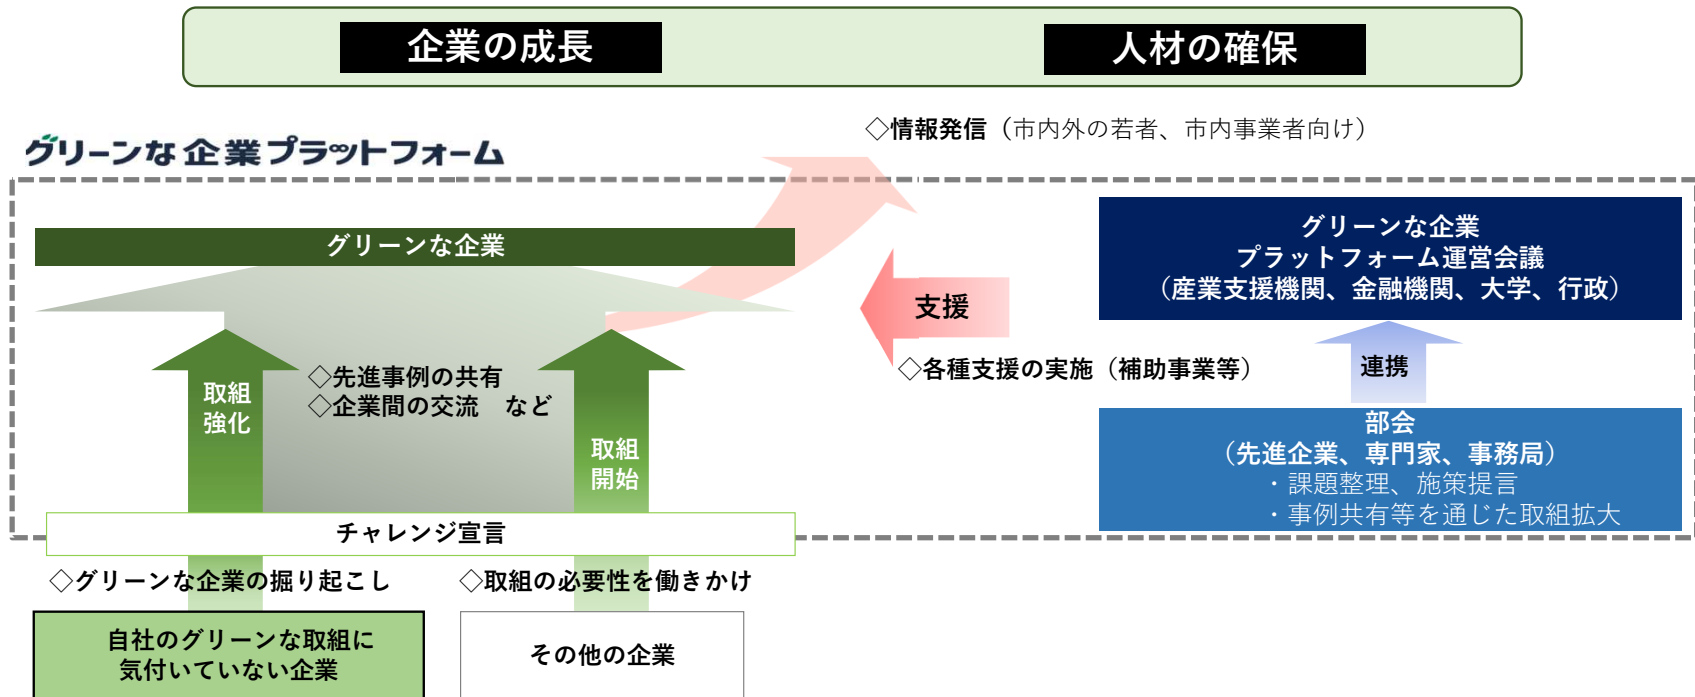 企業の成長
人材の確保
◇情報発信（市内外の若者、市内事業者向け）
グリーンな企業プラットフォーム
グリーンな企業
グリーンな企業
プラットフォーム運営会議
（産業支援機関、金融機関、大学、行政）
支援
◇各種支援の実施（補助事業等）
連携
◇先進事例の共有
◇企業間の交流　など
取組
強化
取組
開始
部会
（先進企業、専門家、事務局）
・課題整理、施策提言
・事例共有等を通じた取組拡大
チャレンジ宣言
◇グリーンな企業の掘り起こし
◇取組の必要性を働きかけ
自社のグリーンな取組に
気付いていない企業
その他の企業